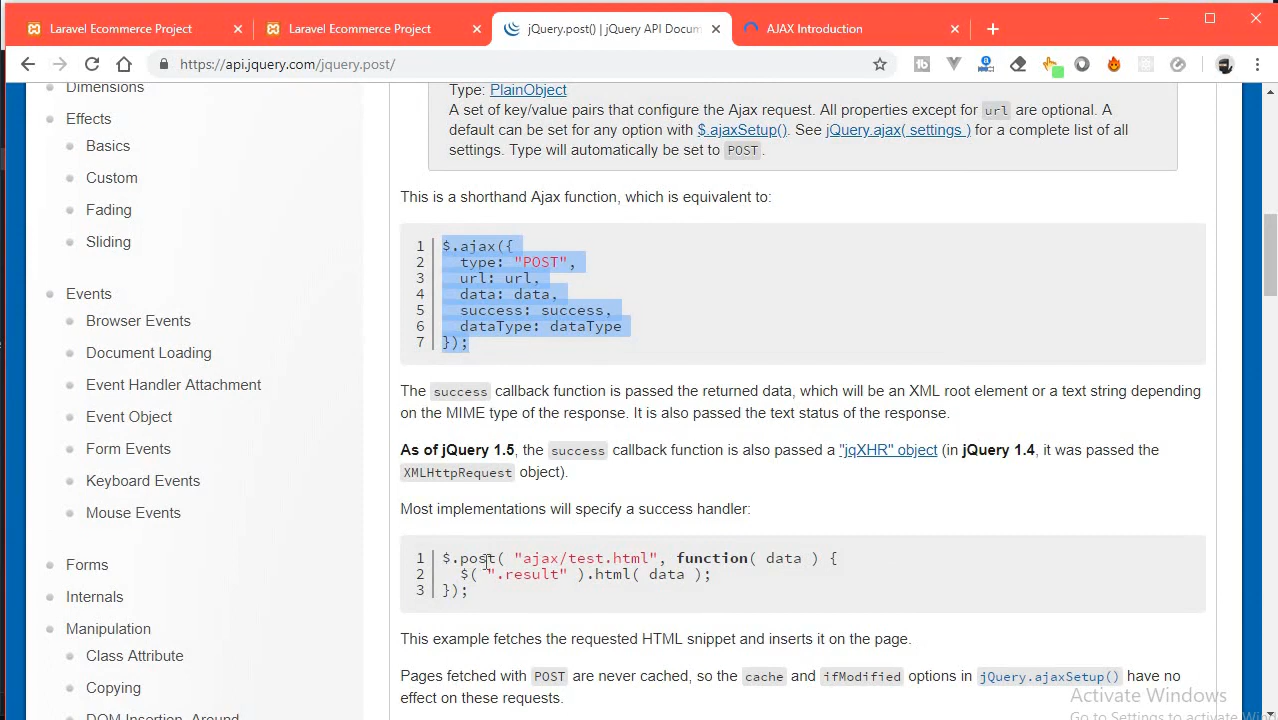 Laravel Ecommerce Project
Laravel Ecommerce Project
jQuery.post() | jQuery API Docum
AJAX Introduction
https://api.jquery.com/jquery.post/
Dimensions
Effects
Basics
Custom
Fading
Sliding
Events
Browser Events
Document Loading
Event Handler Attachment
Event Object
Form Events
Keyboard Events
Mouse Events
Forms
Internals
Manipulation
Class Attribute
Copying
DOM Insertion, Around
Type: PlainObject
A set of key/value pairs that configure the Ajax request. All properties except for url are optional. A
default can be set for any option with $.ajaxSetup(). See jQuery.ajax( settings ) for a complete list of all
settings. Type will automatically be set to POST.
This is a shorthand Ajax function, which is equivalent to:
1 $.ajax({
2 type: "POST",
3 url: url,
4 data: data,
5 success: success,
6 dataType: dataType
7 });
The success callback function is passed the returned data, which will be an XML root element or a text string depending
on the MIME type of the response. It is also passed the text status of the response.
As of jQuery 1.5, the success callback function is also passed a "jqXHR" object (in jQuery 1.4, it was passed the
XMLHttpRequest object).
Most implementations will specify a success handler:
1 $.post( "ajax/test.html", function( data ) {
2 $( ".result" ).html( data );
3 });
This example fetches the requested HTML snippet and inserts it on the page.
Pages fetched with POST are never cached, so the cache and ifModified options in jQuery.ajaxSetup() have no
effect on these requests.
Activate Windows
Go to Settings to activate Windows